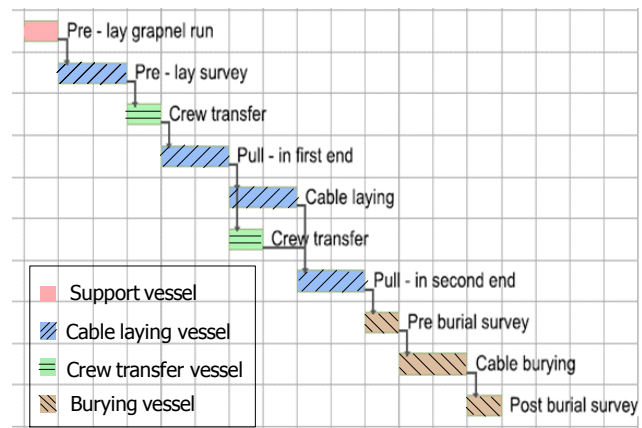 Pre - lay grapnel run
Pre - lay survey
Crew transfer
Pull - in first end
Cable laying
Crew transfer
Pull - in second end
Pre burial survey
Cable burying
Post burial survey
Support vessel
Cable laying vessel
Crew transfer vessel
Burying vessel